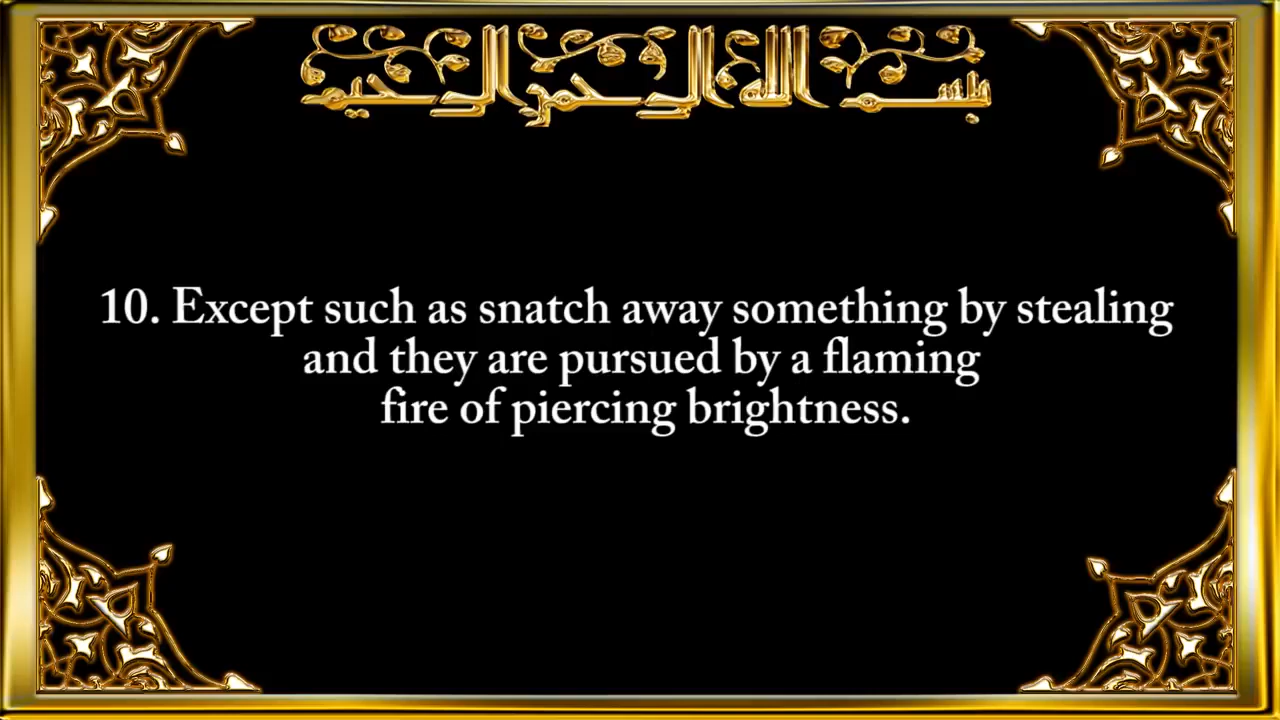 بسم الله الرحمن الرحيم
10. Except such as snatch away something by stealing
and they are pursued by a flaming
fire of piercing brightness.